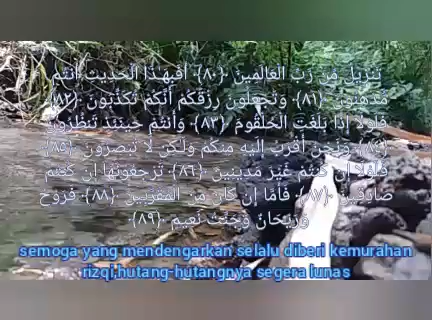 تَنْزِيلٌ مِّن رَّبِّ الْعَالَمِينَ ﴿٨٠﴾ أَفَبِهَـٰذَا الْحَدِيثِ أَنتُم
مُّدْهِنُونَ ﴿٨١﴾ وَتَجْعَلُونَ رِزْقَكُمْ أَنَّكُمْ تُكَذِّبُونَ ﴿٨٢﴾
فَلَوْلَا إِذَا بَلَغَتِ الْحُلْقُومَ ﴿٨٣﴾ وَأَنتُمْ حِينَئِذٍ تَنظُرُونَ
﴿٨٤﴾ وَنَحْنُ أَقْرَبُ إِلَيْهِ مِنكُمْ وَلَـٰكِن لَّا تُبْصِرُونَ ﴿٨٥﴾
فَلَوْلَا إِن كُنتُمْ غَيْرَ مَدِينِينَ ﴿٨٦﴾ تَرْجِعُونَهَا إِن كُنتُمْ
صَادِقِينَ ﴿٨٧﴾ فَأَمَّا إِن كَانَ مِنَ الْمُقَرَّبِينَ ﴿٨٨﴾ فَرَوْحٌ
وَرَيْحَانٌ وَجَنَّتُ نَعِيمٍ ﴿٨٩﴾
semoga yang mendengarkan selalu diberi kemurahan
rizqi,hutang-hutangnya segera lunas